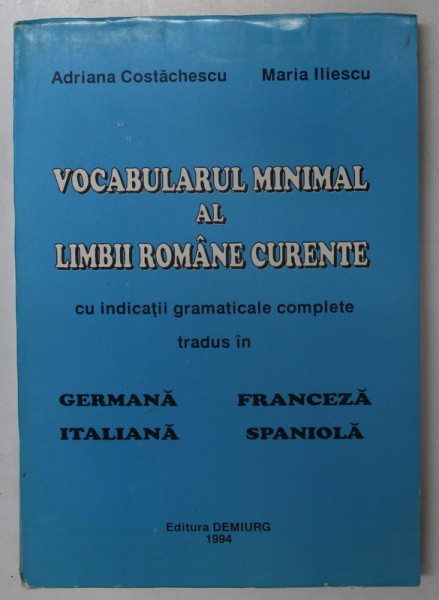 Adriana Costăchescu Maria Iliescu
VOCABULARUL MINIMAL
AL
LIMBII ROMÂNE CURENTE
cu indicații gramaticale complete
tradus în
GERMANĂ FRANCEZĂ
ITALIANĂ SPANIOLĂ
Editura DEMIURG
1994